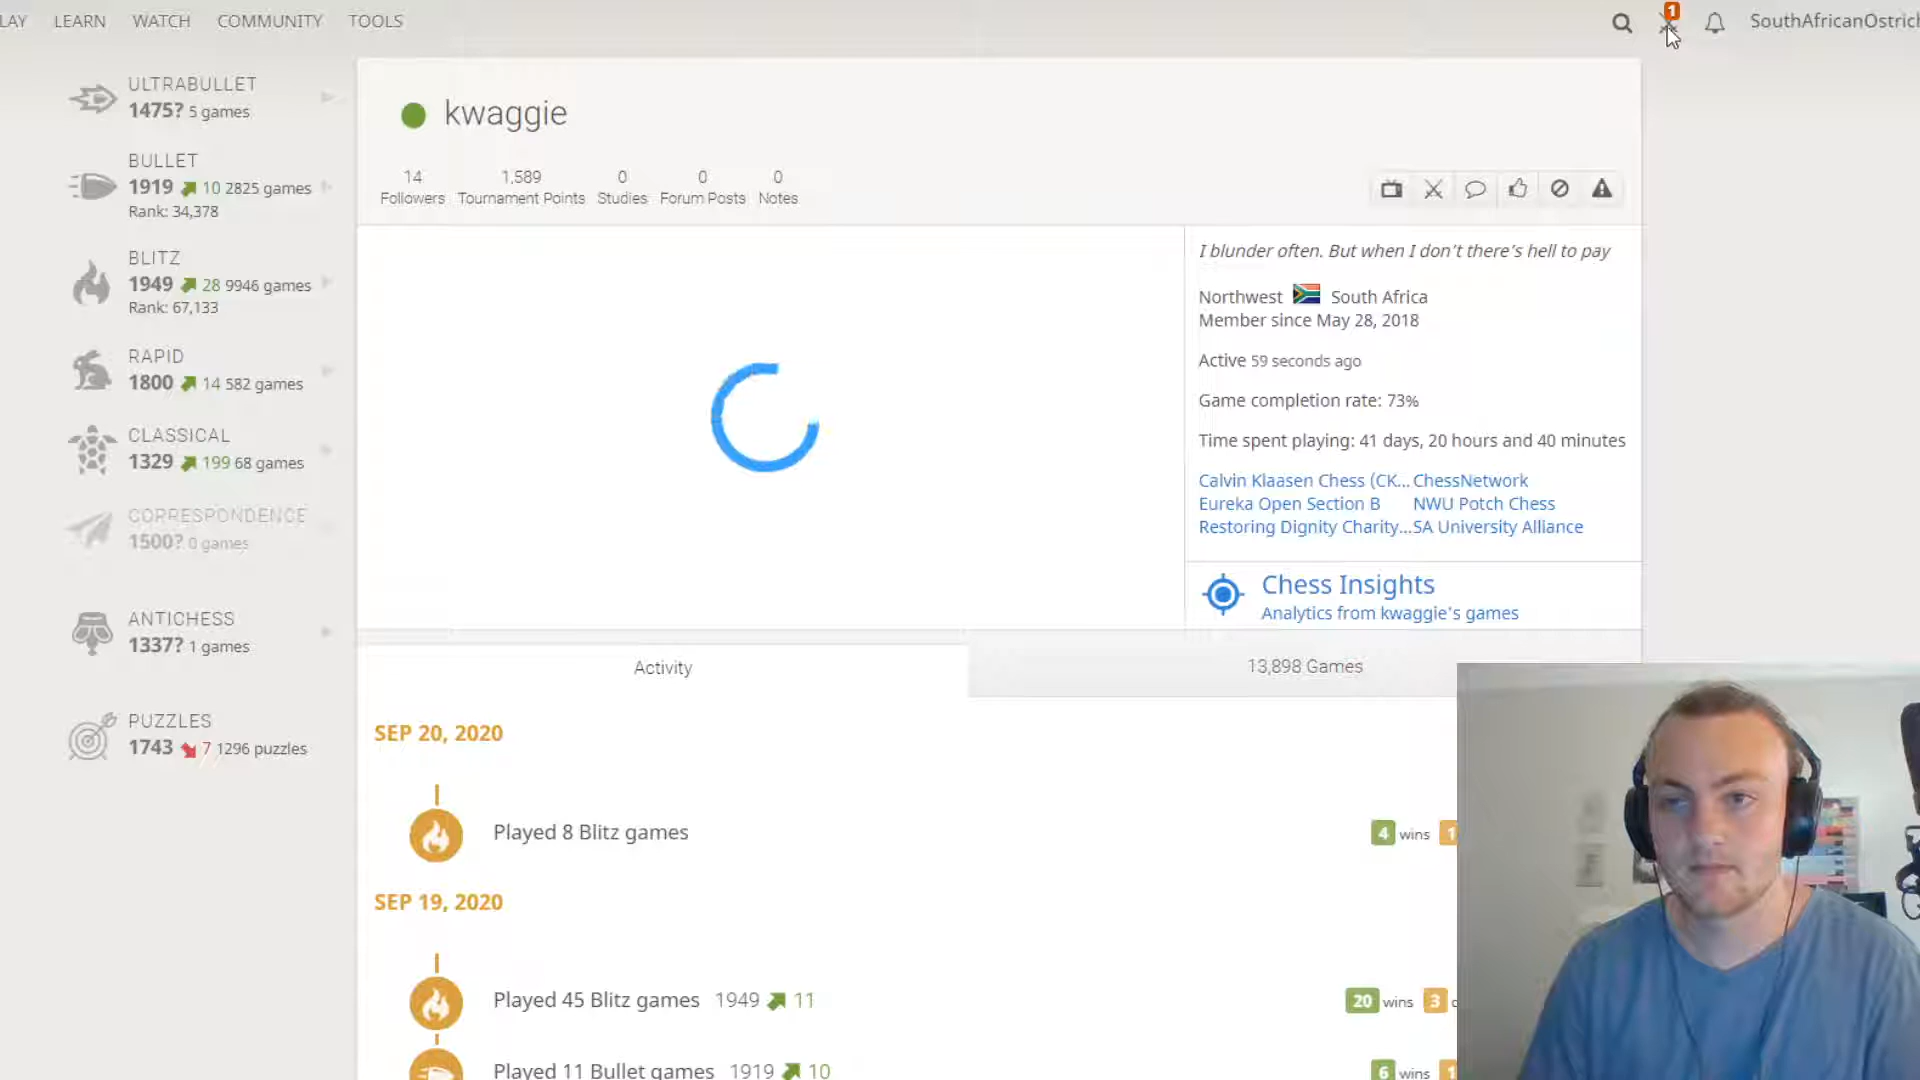 LAY LEARN WATCH COMMUNITY TOOLS
1
SouthAfricanOstrich
ULTRABULLET
1475? 5 games
BULLET
1919 10 2825 games
Rank: 34,378
BLITZ
1949 28 9946 games
Rank: 67,133
RAPID
1800 14 582 games
CLASSICAL
1329 199 68 games
CORRESPONDENCE
1500? 0 games
ANTICHESS
1337? 1 games
PUZZLES
1743 7 1296 puzzles
kwaggie
14 1,589 0 0 0
Followers Tournament Points Studies Forum Posts Notes
I blunder often. But when I don't there's hell to pay
Northwest South Africa
Member since May 28, 2018
Active 59 seconds ago
Game completion rate: 73%
Time spent playing: 41 days, 20 hours and 40 minutes
Calvin Klaasen Chess (CK... ChessNetwork
Eureka Open Section B NWU Potch Chess
Restoring Dignity Charity... SA University Alliance
Chess Insights
Analytics from kwaggie's games
Activity 13,898 Games
SEP 20, 2020
Played 8 Blitz games 4 wins 1
SEP 19, 2020
Played 45 Blitz games 1949 11 20 wins 3 d
Played 11 Bullet games 1919 10 6 wins 1